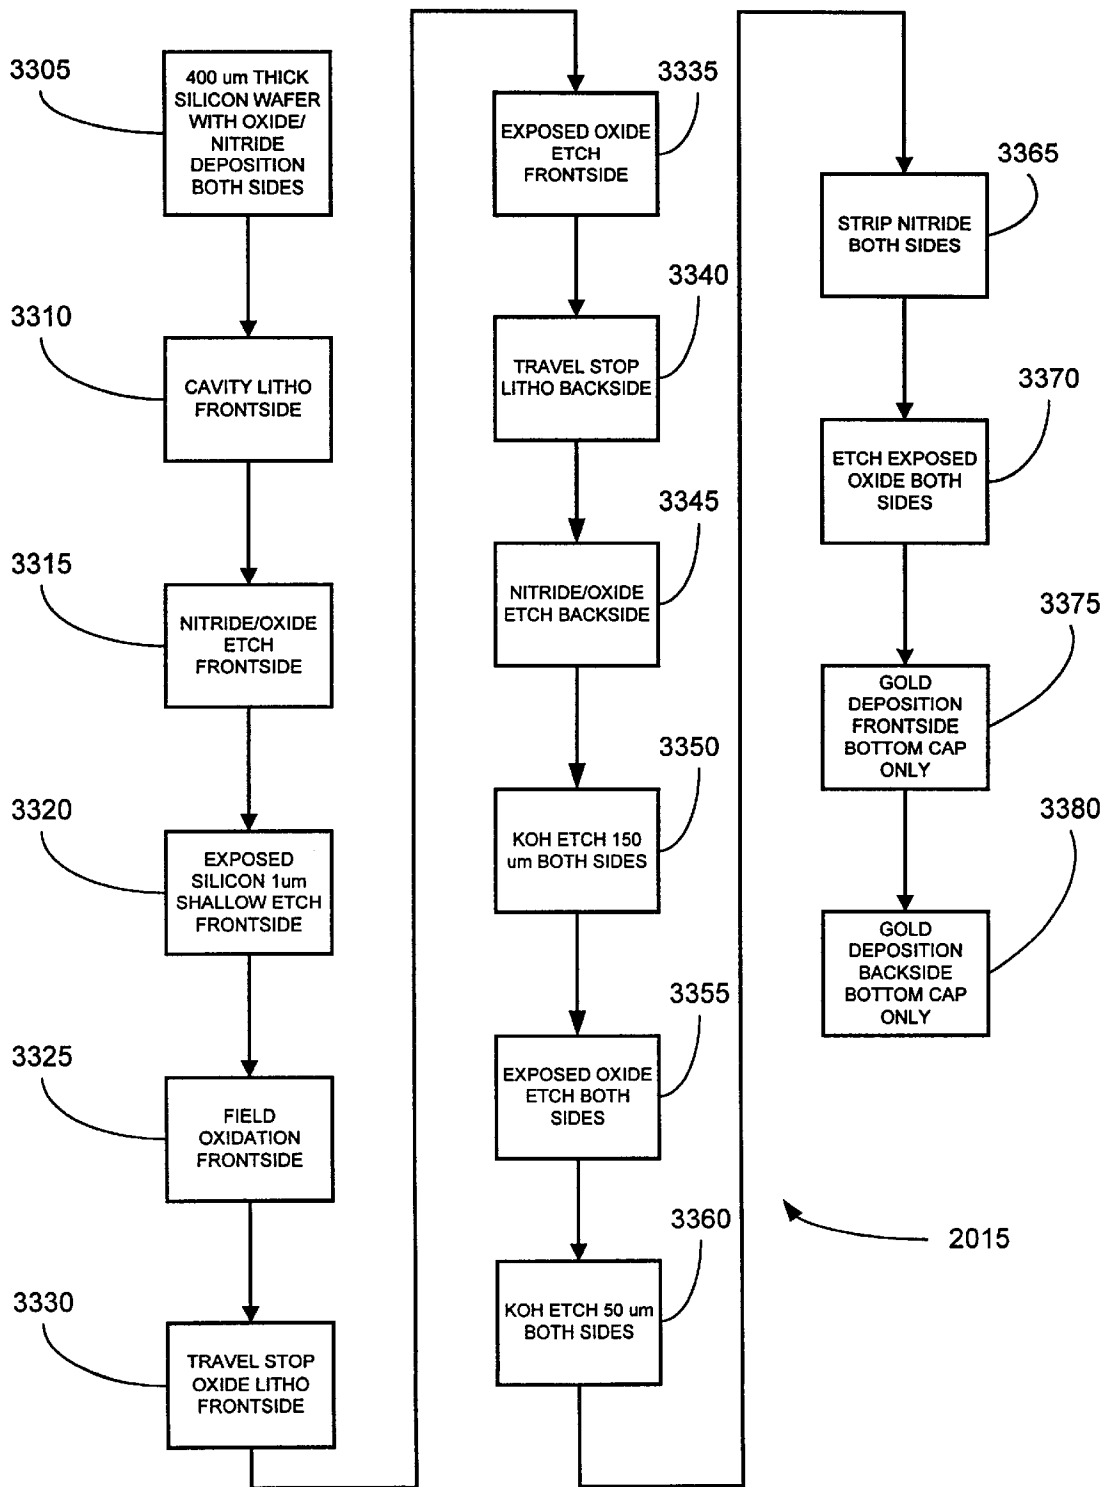 3305
400 um THICK
SILICON WAFER
WITH OXIDE/
NITRIDE
DEPOSITION
BOTH SIDES
3310
CAVITY LITHO
FRONTSIDE
3315
NITRIDE/OXIDE
ETCH
FRONTSIDE
3320
EXPOSED
SILICON 1um
SHALLOW ETCH
FRONTSIDE
3325
FIELD
OXIDATION
FRONTSIDE
3330
TRAVEL STOP
OXIDE LITHO
FRONTSIDE
3335
EXPOSED OXIDE
ETCH
FRONTSIDE
3340
TRAVEL STOP
LITHO BACKSIDE
3345
NITRIDE/OXIDE
ETCH BACKSIDE
3350
KOH ETCH 150
um BOTH SIDES
3355
EXPOSED OXIDE
ETCH BOTH
SIDES
3360
KOH ETCH 50 um
BOTH SIDES
3365
STRIP NITRIDE
BOTH SIDES
3370
ETCH EXPOSED
OXIDE BOTH
SIDES
3375
GOLD
DEPOSITION
FRONTSIDE
BOTTOM CAP
ONLY
3380
GOLD
DEPOSITION
BACKSIDE
BOTTOM CAP
ONLY
2015